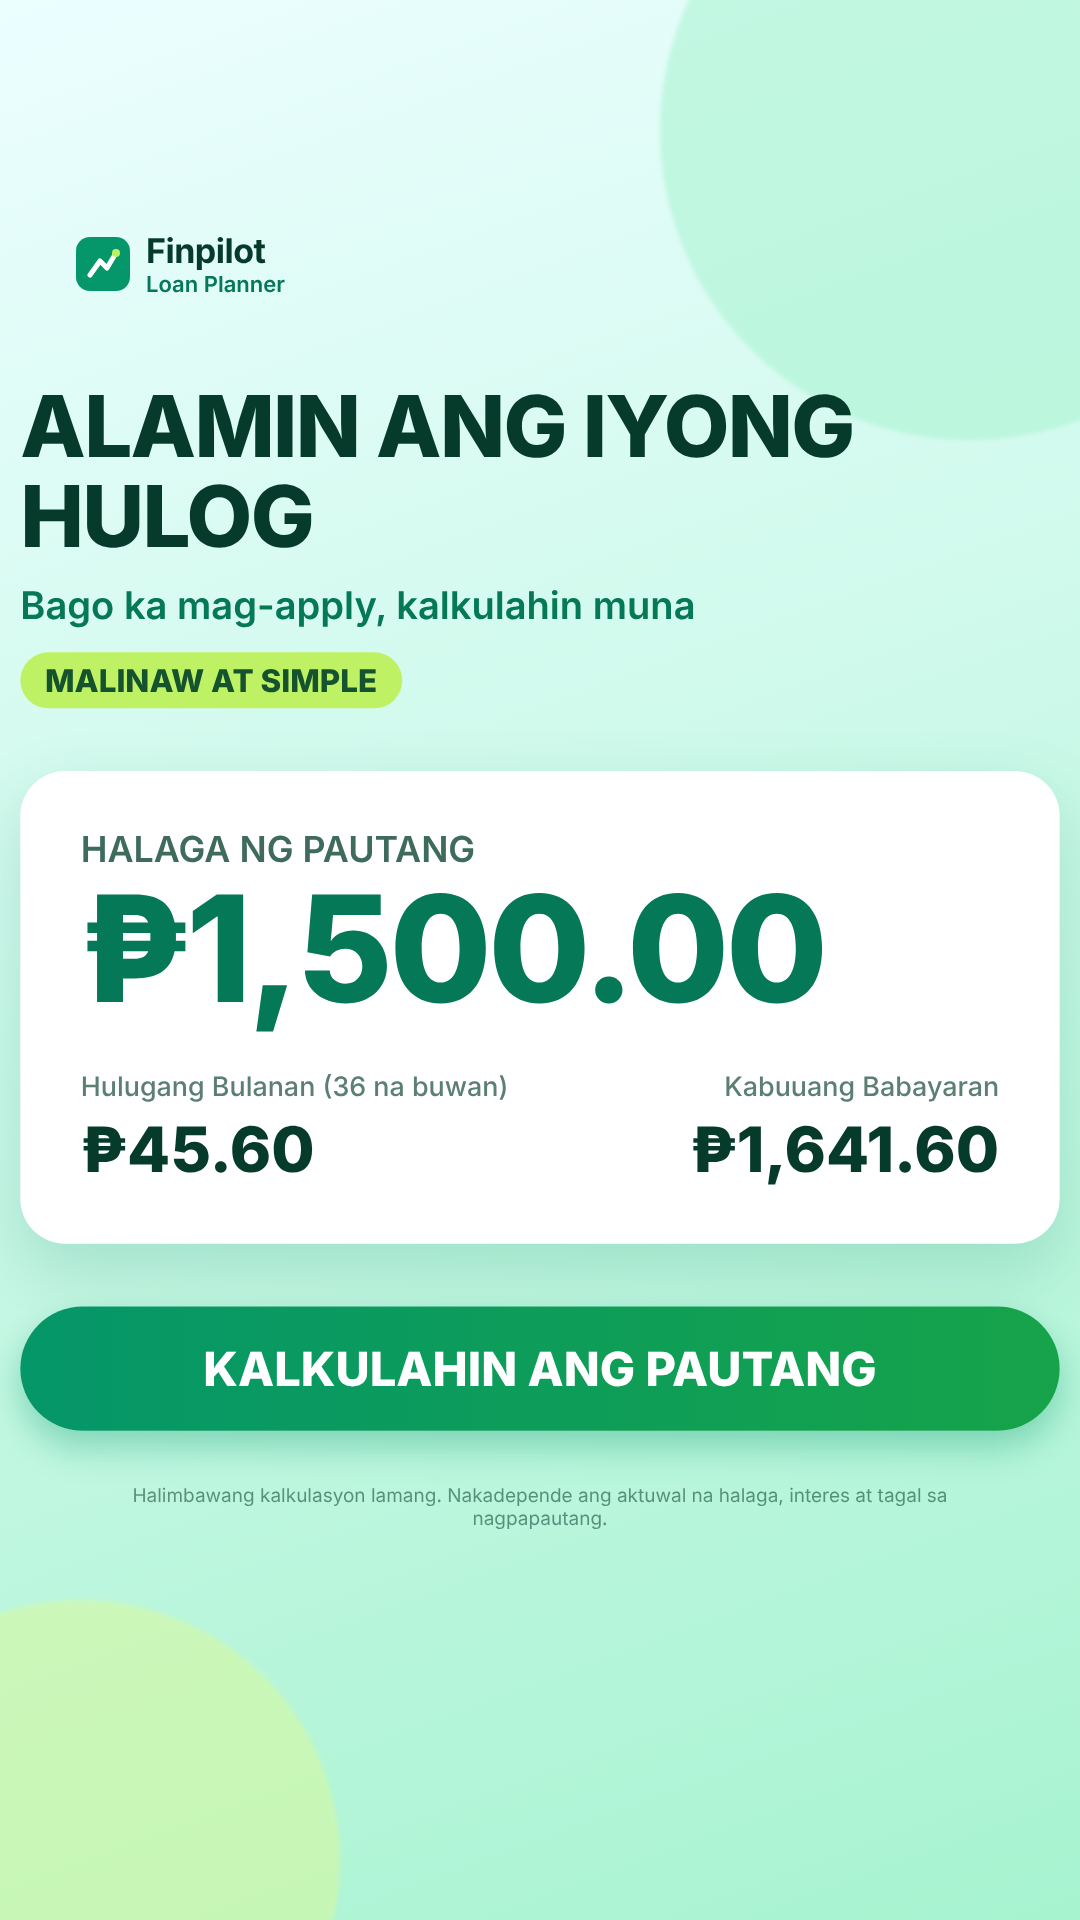 Finpilot
Loan Planner
ALAMIN ANG IYONG
HULOG
Bago ka mag-apply, kalkulahin muna
MALINAW AT SIMPLE
HALAGA NG PAUTANG
₱1,500.00
Hulugang Bulanan (36 na buwan)
Kabuuang Babayaran
₱45.60
₱1,641.60
KALKULAHIN ANG PAUTANG
Halimbawang kalkulasyon lamang. Nakadepende ang aktuwal na halaga, interes at tagal sa
nagpapautang.